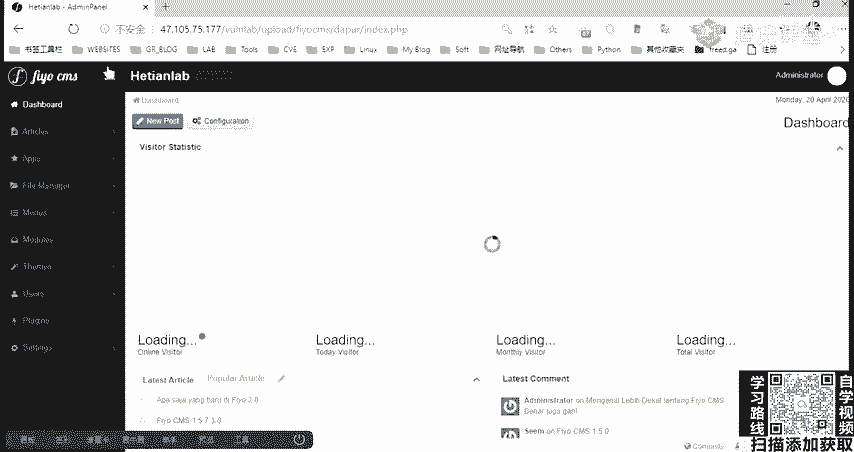 Hetianlab - AdminPanel
不安全 47.105.75.177/vulnlab/upload/fiyocms/dapur/index.php
书签工具栏 WEBSITES GR_BLOG LAB Tools CVE EXP Linux My Blog Soft 网址导航 Others Python 其他收藏夹 freed.ga 注册
fiyo cms Hetianlab Administrator
Dashboard
Articles
Apps
File Manager
Menus
Modules
Themes
Users
Plugins
Settings
Dashboard Monday, 20 April 2020
New Post Configuration Dashboard
Visitor Statistic
Loading... Loading... Loading... Loading...
Online Visitor Today Visitor Monthly Visitor Total Visitor
Latest Article Popular Article Latest Comment
Apa saja yang baru di Fiyo 2.0
Fiyo CMS 1.5.7
Administrator on Mengenal Lebih Dekat tentang Fiyo CMS
Benar juga gan!
Seem on Fiyo CMS 1.5.0
学习路线
自学视频
扫描添加获取